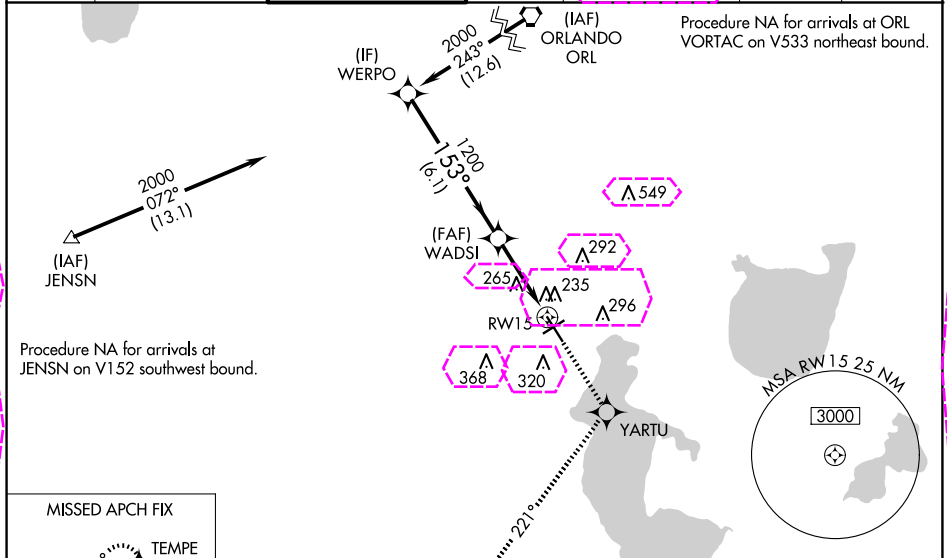 (IAF)
ORLANDO
ORL
Procedure NA for arrivals at ORL
VORTAC on V533 northeast bound.
2000
243°
(12.6)
(IF)
WERPO
1200
153°
(6.1)
2000
072°
(13.1)
(IAF)
JENSN
549
(FAF)
WADSI
292
265
235
296
RW15
Procedure NA for arrivals at
JENSN on V152 southwest bound.
368
320
MSA RW15 25 NM
3000
YARTU
221°
MISSED APCH FIX
TEMPE